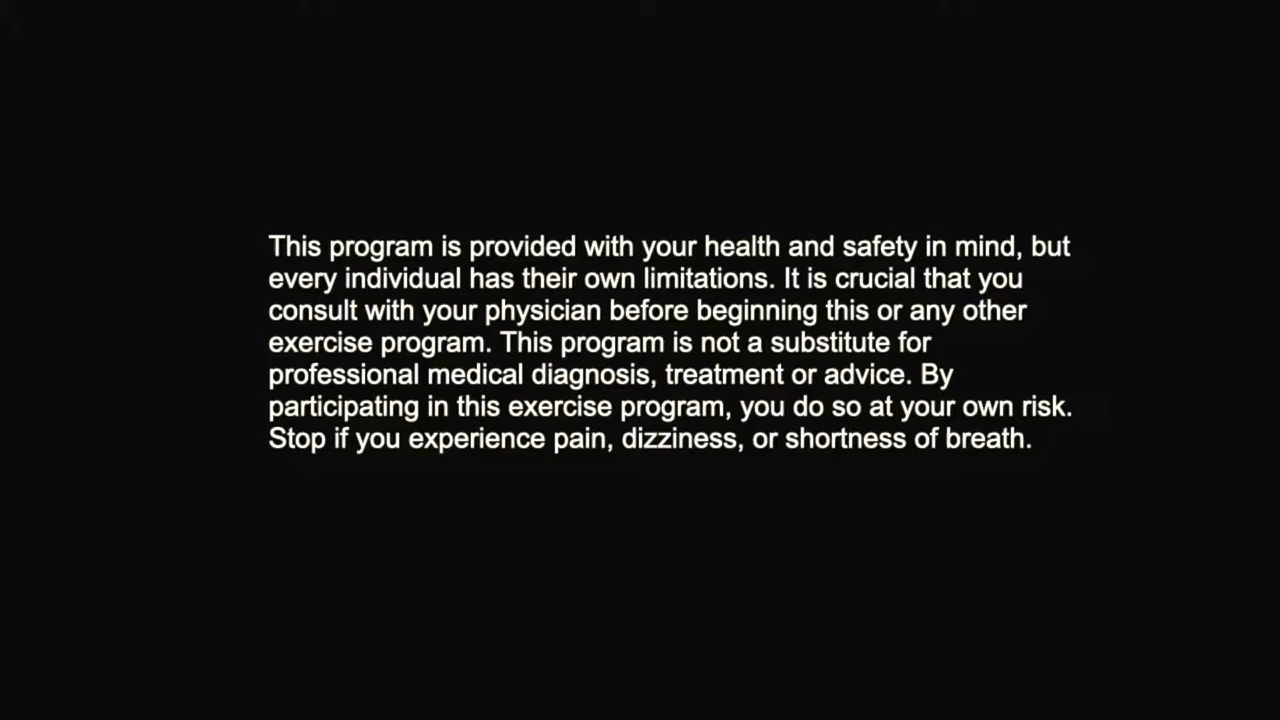 This program is provided with your health and safety in mind, but
every individual has their own limitations. It is crucial that you
consult with your physician before beginning this or any other
exercise program. This program is not a substitute for
professional medical diagnosis, treatment or advice. By
participating in this exercise program, you do so at your own risk.
Stop if you experience pain, dizziness, or shortness of breath.